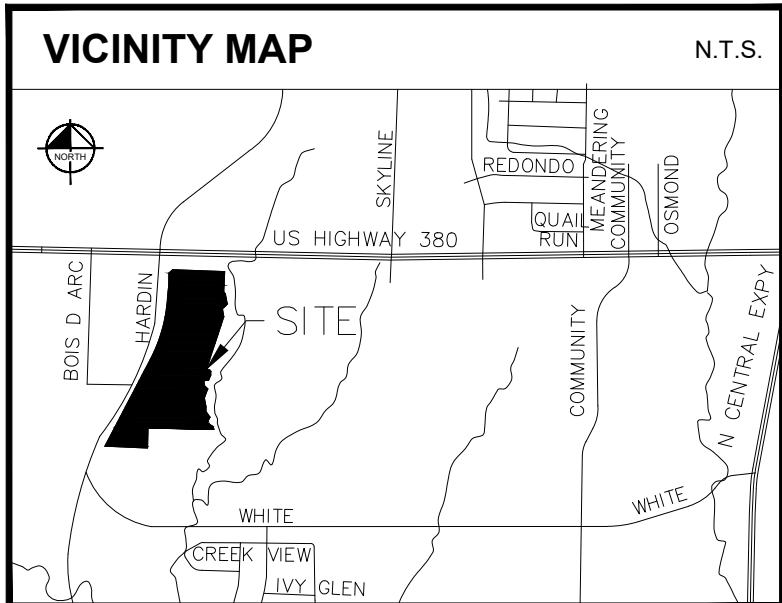 VICINITY MAP
N.T.S.
NORTH
SKYLINE
REDONDO
MEANDERING
COMMUNITY
OSMOND
QUAIL
RUN
US HIGHWAY 380
BOIS D ARC
HARDIN
SITE
COMMUNITY
N CENTRAL EXPY
WHITE
WHITE
CREEK VIEW
IVY GLEN